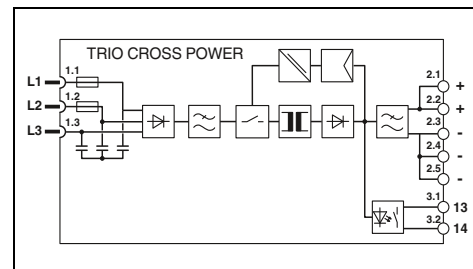 TRIO CROSS POWER
L1 1.1
L2 1.2
L3 1.3
2.1 +
2.2 +
2.3 -
2.4 -
2.5 -
3.1 13
3.2 14